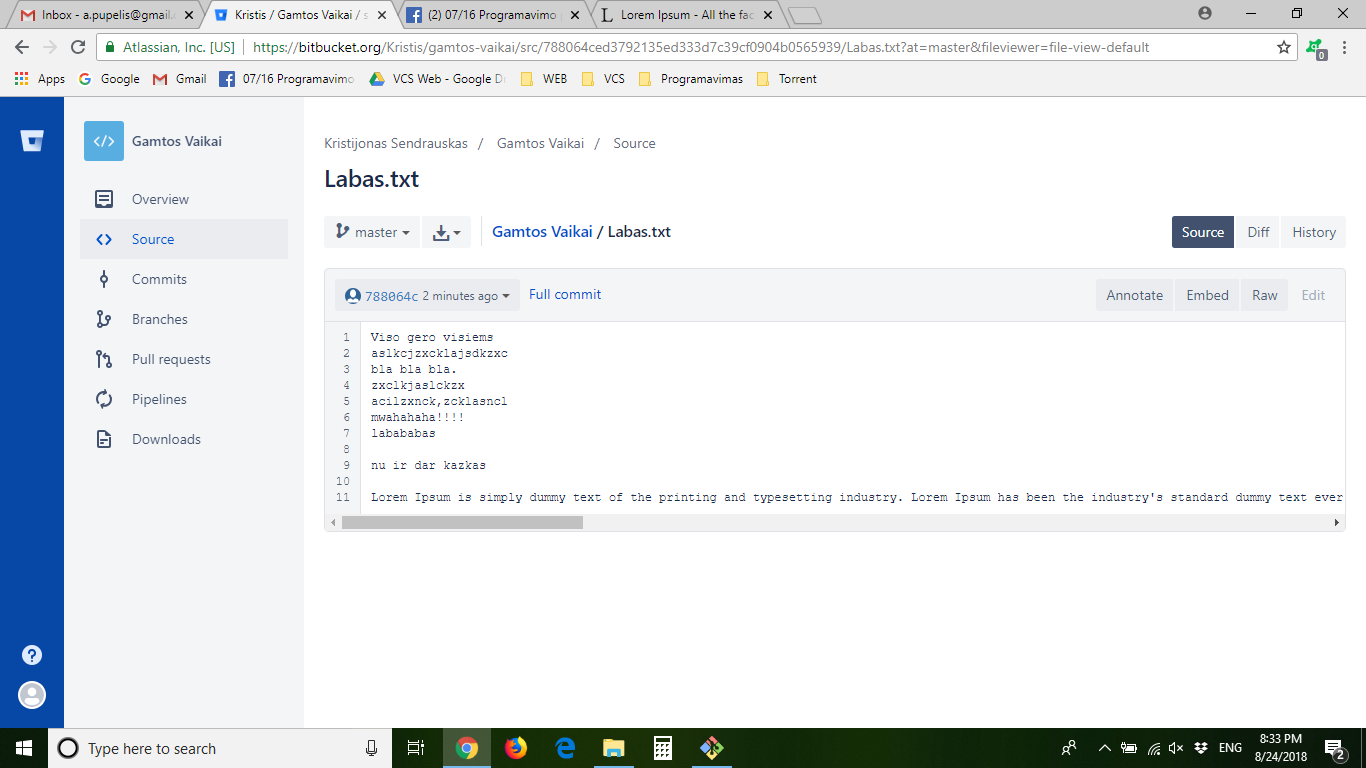 Inbox - a.pupelis@gmail.c
Kristis / Gamtos Vaikai / s
(2) 07/16 Programavimo
Lorem Ipsum - All the fac
Atlassian, Inc. [US]
https://bitbucket.org/Kristis/gamtos-vaikai/src/788064ced3792135ed333d7c39cf0904b0565939/Labas.txt?at=master&fileviewer=file-view-default
0
Apps
Google
Gmail
07/16 Programavimo
VCS Web - Google Dr
WEB
VCS
Programavimas
Torrent
Gamtos Vaikai
Overview
Source
Commits
Branches
Pull requests
Pipelines
Downloads
Kristijonas Sendrauskas / Gamtos Vaikai / Source
Labas.txt
master
Gamtos Vaikai / Labas.txt
Source Diff History
788064c 2 minutes ago Full commit
Annotate Embed Raw Edit
1 Viso gero visiems
2 aslkcjzxcklajsdkzxc
3 bla bla bla.
4 zxclkjaslckzx
5 acilzxnck,zcklasncl
6 mwahahaha!!!!
7 labababas
8
9 nu ir dar kazkas
10
11 Lorem Ipsum is simply dummy text of the printing and typesetting industry. Lorem Ipsum has been the industry's standard dummy text ever
Type here to search
ENG
8:33 PM
8/24/2018
2